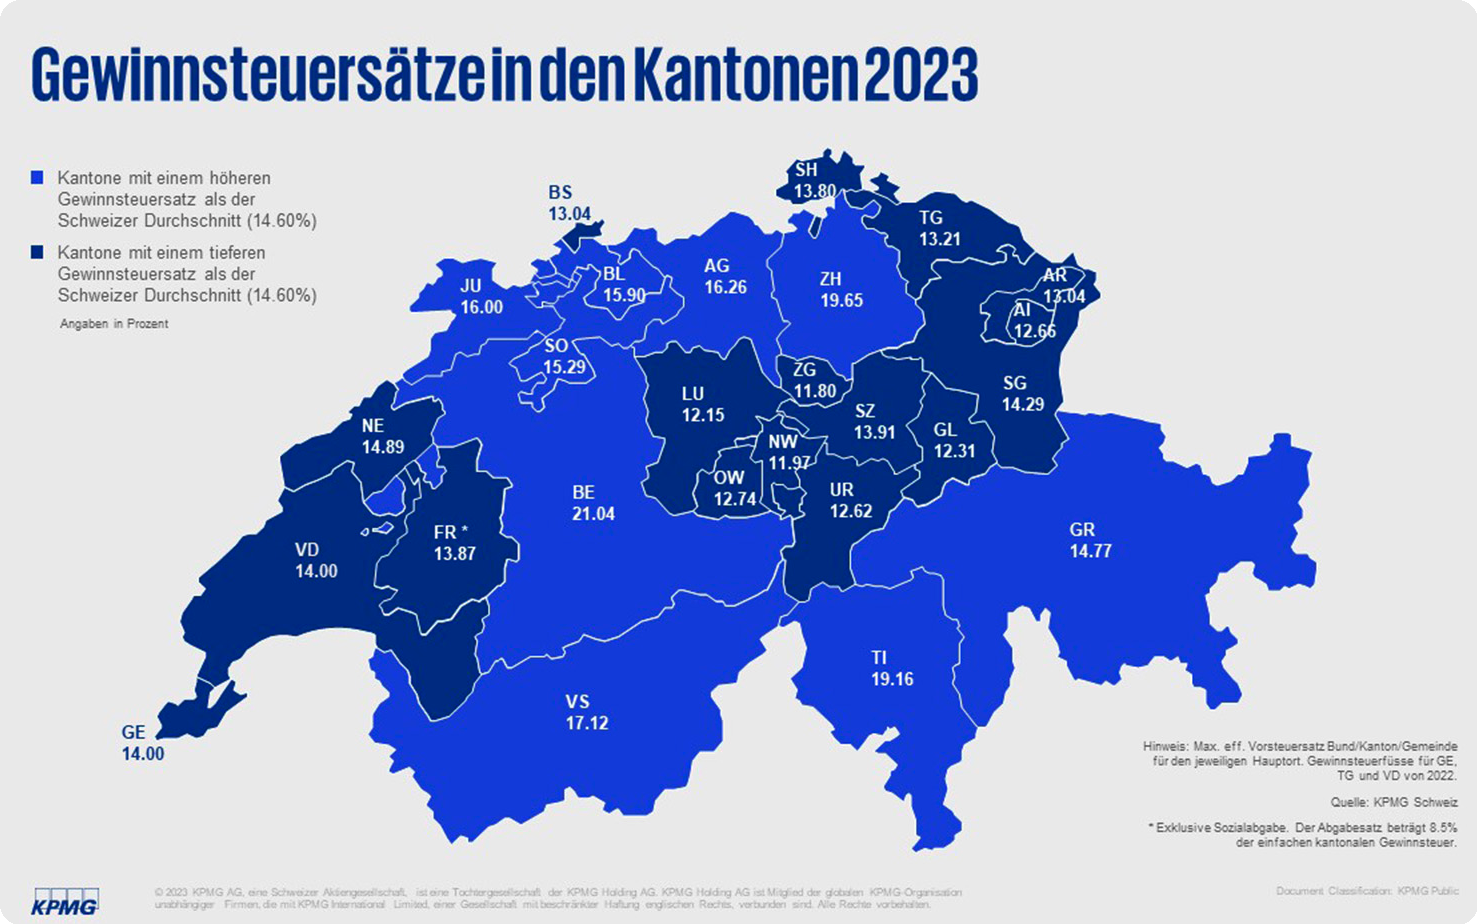 Gewinnsteuersätze in den Kantonen 2023
Kantone mit einem höheren
Gewinnsteuersatz als der
Schweizer Durchschnitt (14.60%)
Kantone mit einem tieferen
Gewinnsteuersatz als der
Schweizer Durchschnitt (14.60%)
Angaben in Prozent
SH
13.80
BS
13.04
TG
13.21
BL
15.90
AG
16.26
ZH
19.65
AR
13.04
JU
16.00
AI
12.66
SO
15.29
ZG
11.80
LU
12.15
SG
14.29
SZ
13.91
NE
14.89
GL
12.31
NW
11.97
OW
12.74
UR
12.62
BE
21.04
FR *
13.87
GR
14.77
VD
14.00
TI
19.16
VS
17.12
GE
14.00
Hinweis: Max. eff. Vorsteuersatz Bund/Kanton/Gemeinde
für den jeweiligen Hauptort. Gewinnsteuerfüsse für GE,
TG und VD von 2022.
Quelle: KPMG Schweiz
* Exklusive Sozialabgabe. Der Abgabesatz beträgt 8.5%
der einfachen kantonalen Gewinnsteuer.
KPMG
© 2023 KPMG AG, eine Schweizer Aktiengesellschaft, ist eine Tochtergesellschaft der KPMG Holding AG. KPMG Holding AG ist Mitglied der globalen KPMG-Organisation
unabhängiger Firmen, die mit KPMG International Limited, einer Gesellschaft mit beschränkter Haftung englischen Rechts, verbunden sind. Alle Rechte vorbehalten.
Document Classification: KPMG Public